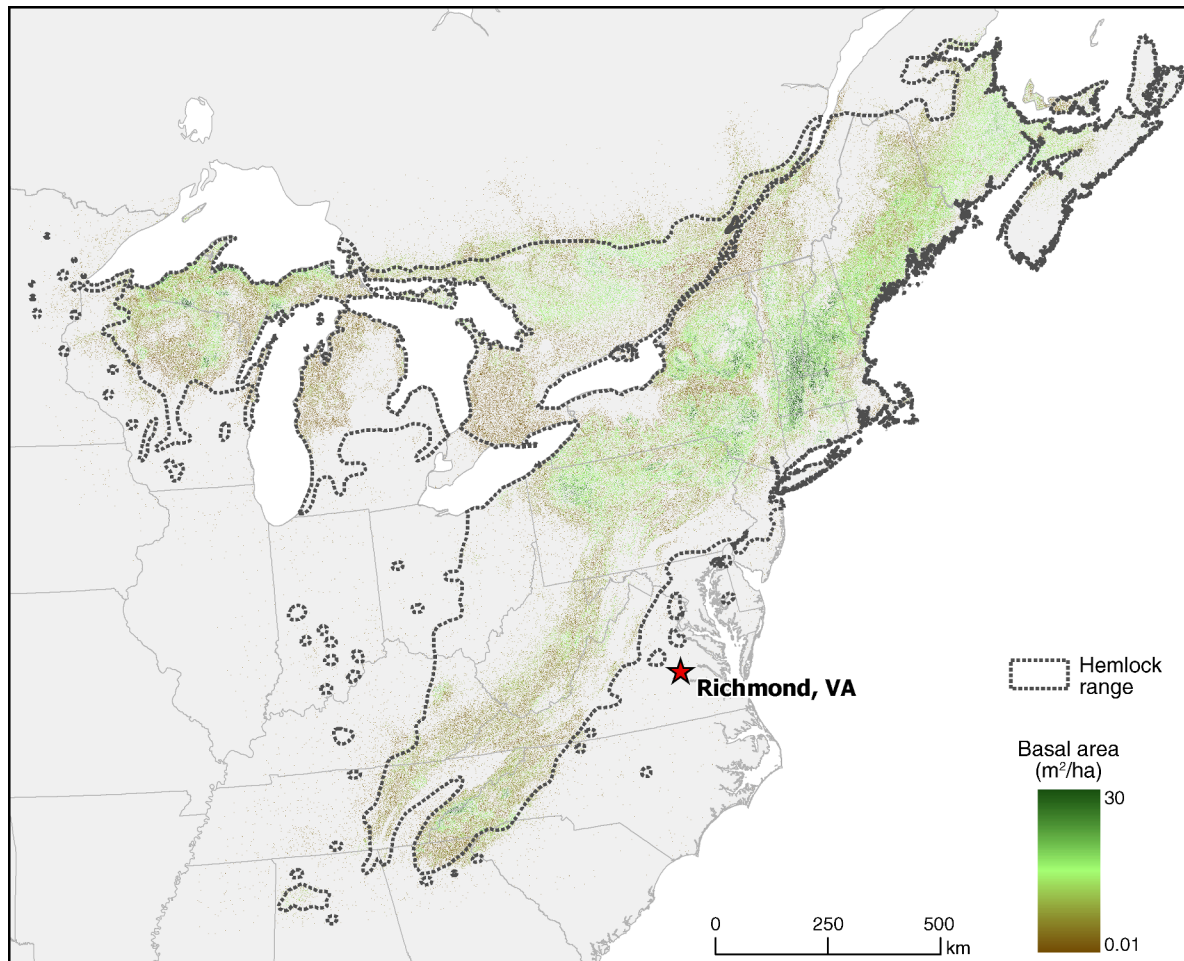 Richmond, VA
Hemlock
range
Basal area
(m²/ha)
30
0.01
0 250 500
km